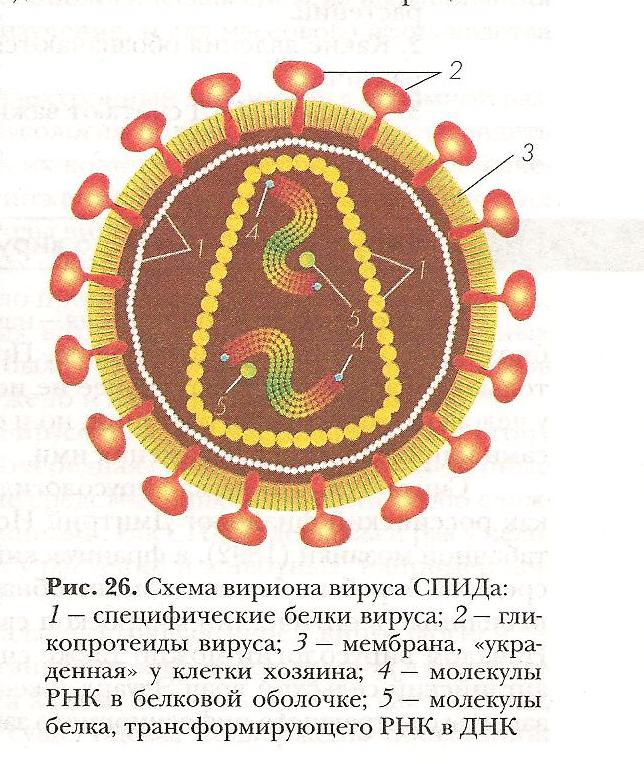 2
3
1
4
1
5
4
5
Рис. 26. Схема вириона вируса СПИДа:
1 — специфические белки вируса; 2 — гли-
копротеиды вируса; 3 — мембрана, «укра-
денная» у клетки хозяина; 4 — молекулы
РНК в белковой оболочке; 5 — молекулы
белка, трансформирующего РНК в ДНК